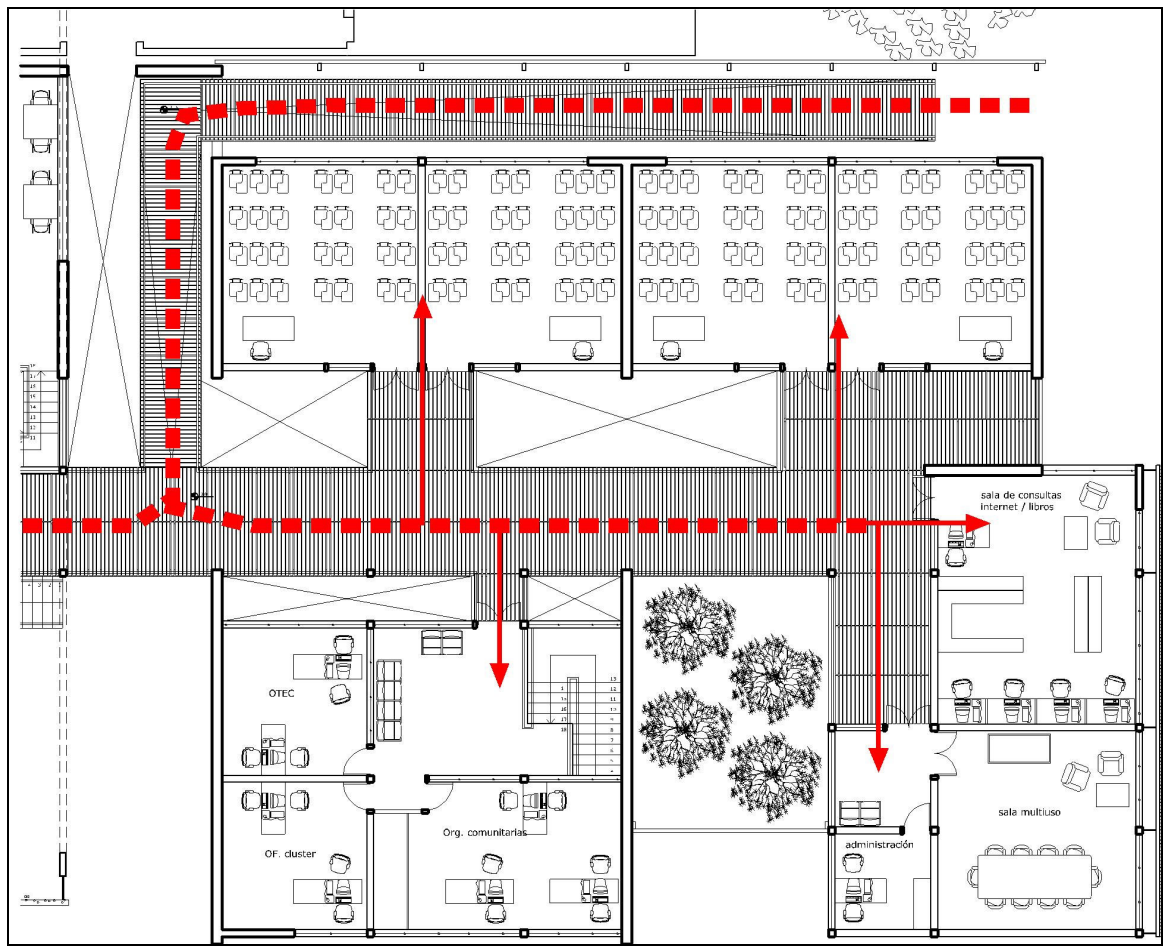 sala de consultas
internet / libros
OTEC
OF. cluster
Org. comunitarias
administración
sala multiuso